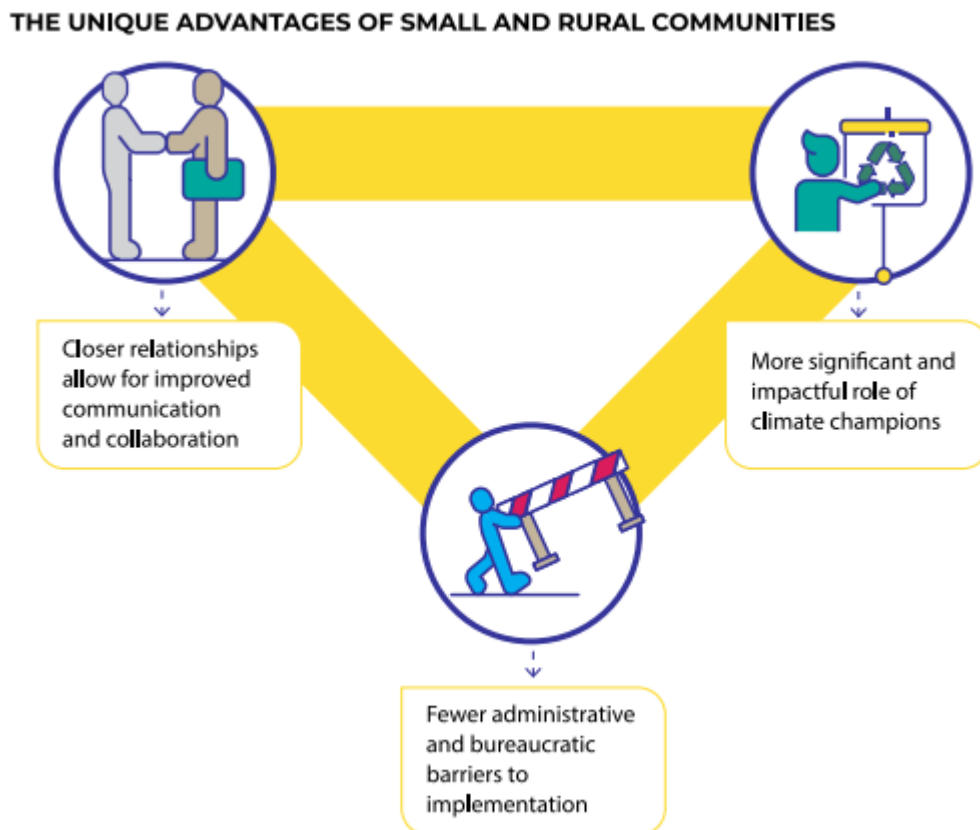 THE UNIQUE ADVANTAGES OF SMALL AND RURAL COMMUNITIES
Closer relationships
allow for improved
communication
and collaboration
More significant and
impactful role of
climate champions
Fewer administrative
and bureaucratic
barriers to
implementation